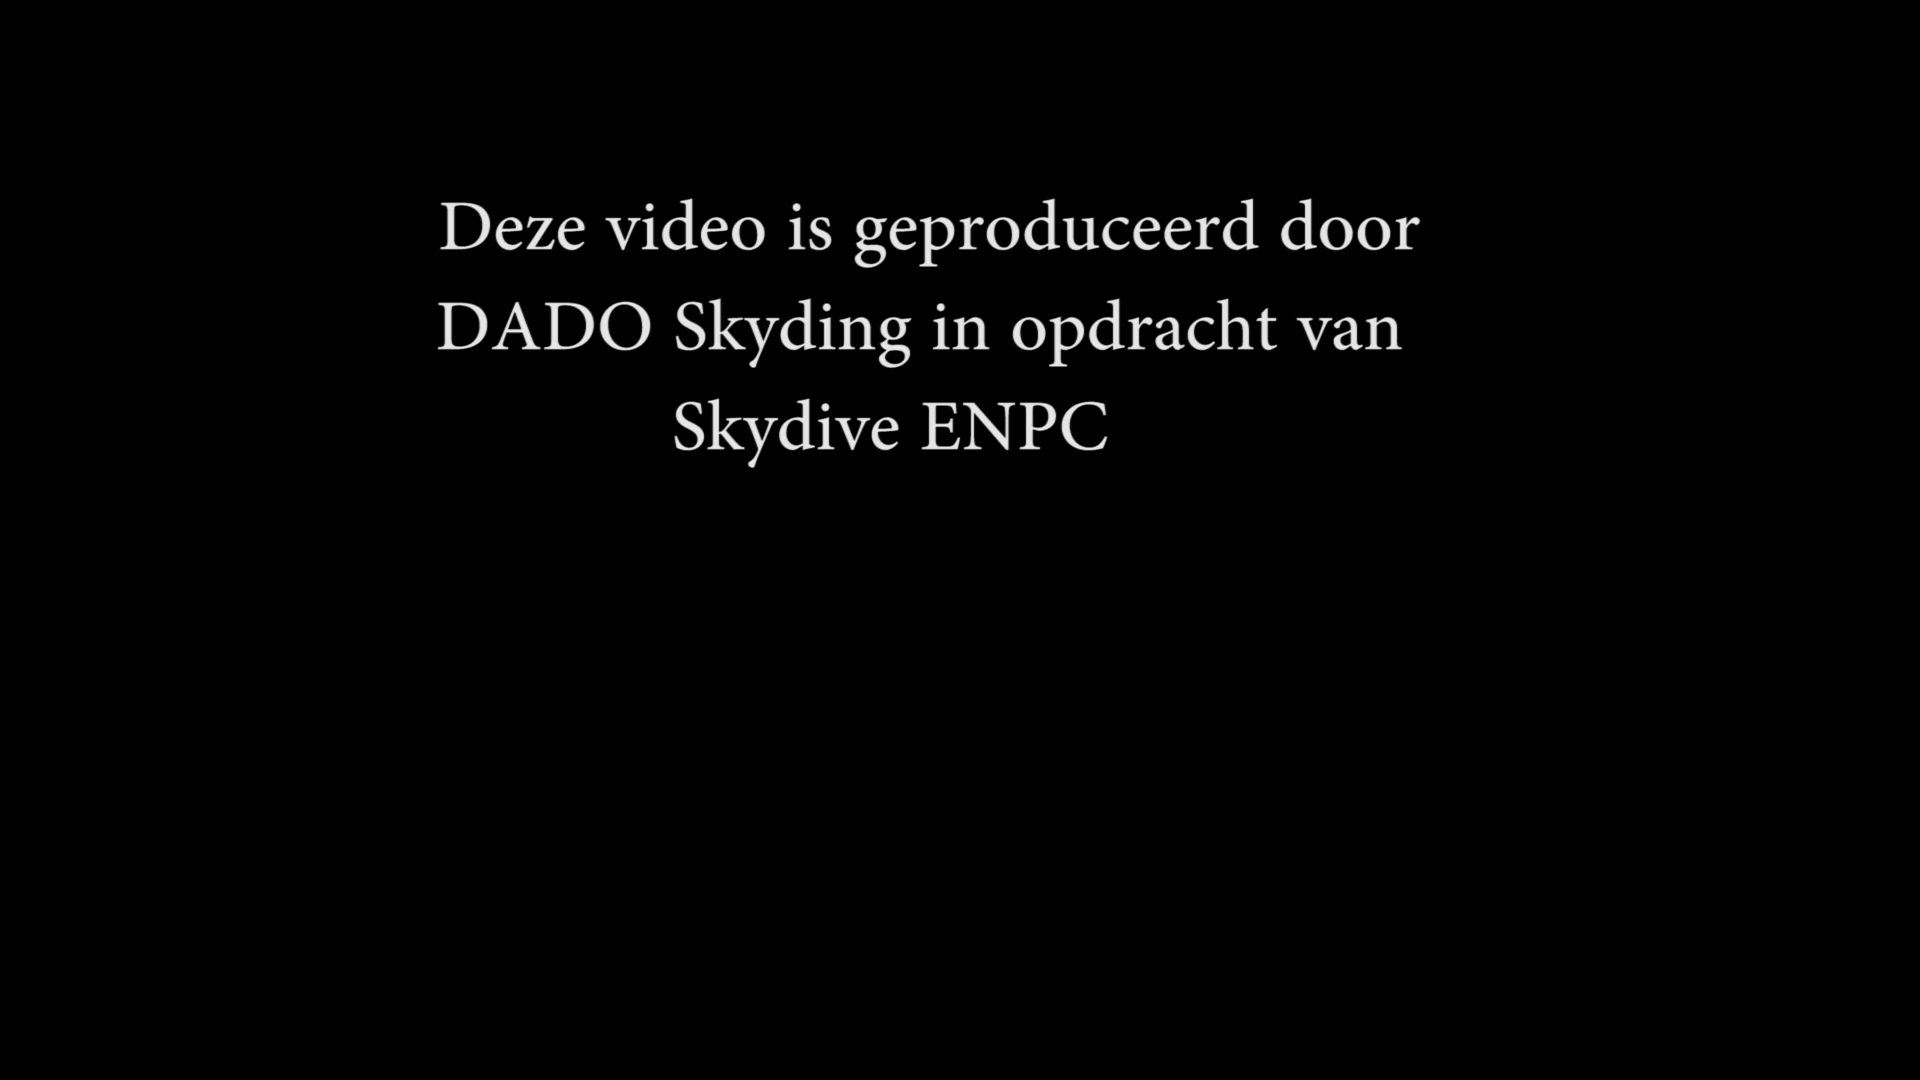 Deze video is geproduceerd door
DADO Skyding in opdracht van
Skydive ENPC